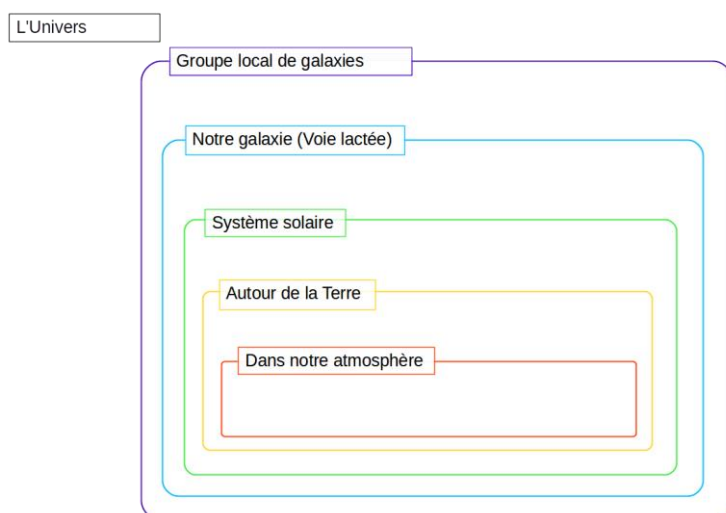 L'Univers
Groupe local de galaxies
Notre galaxie (Voie lactée)
Système solaire
Autour de la Terre
Dans notre atmosphère